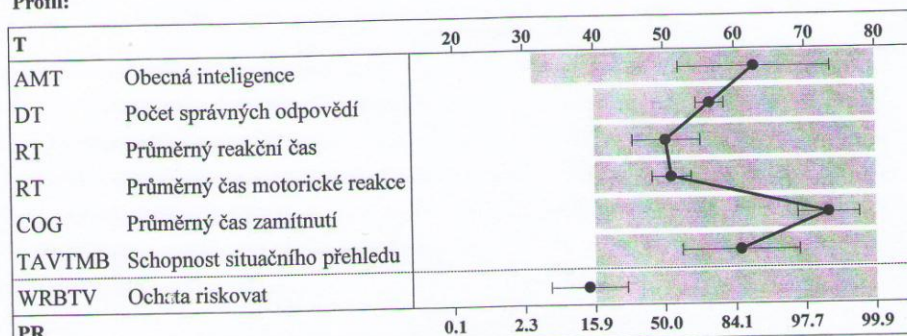 Profil:
T 20 30 40 50 60 70 80
AMT Obecná inteligence
DT Počet správných odpovědí
RT Průměrný reakční čas
RT Průměrný čas motorické reakce
COG Průměrný čas zamítnutí
TAVTMB Schopnost situačního přehledu
WRBTV Ochota riskovat
PR 0.1 2.3 15.9 50.0 84.1 97.7 99.9